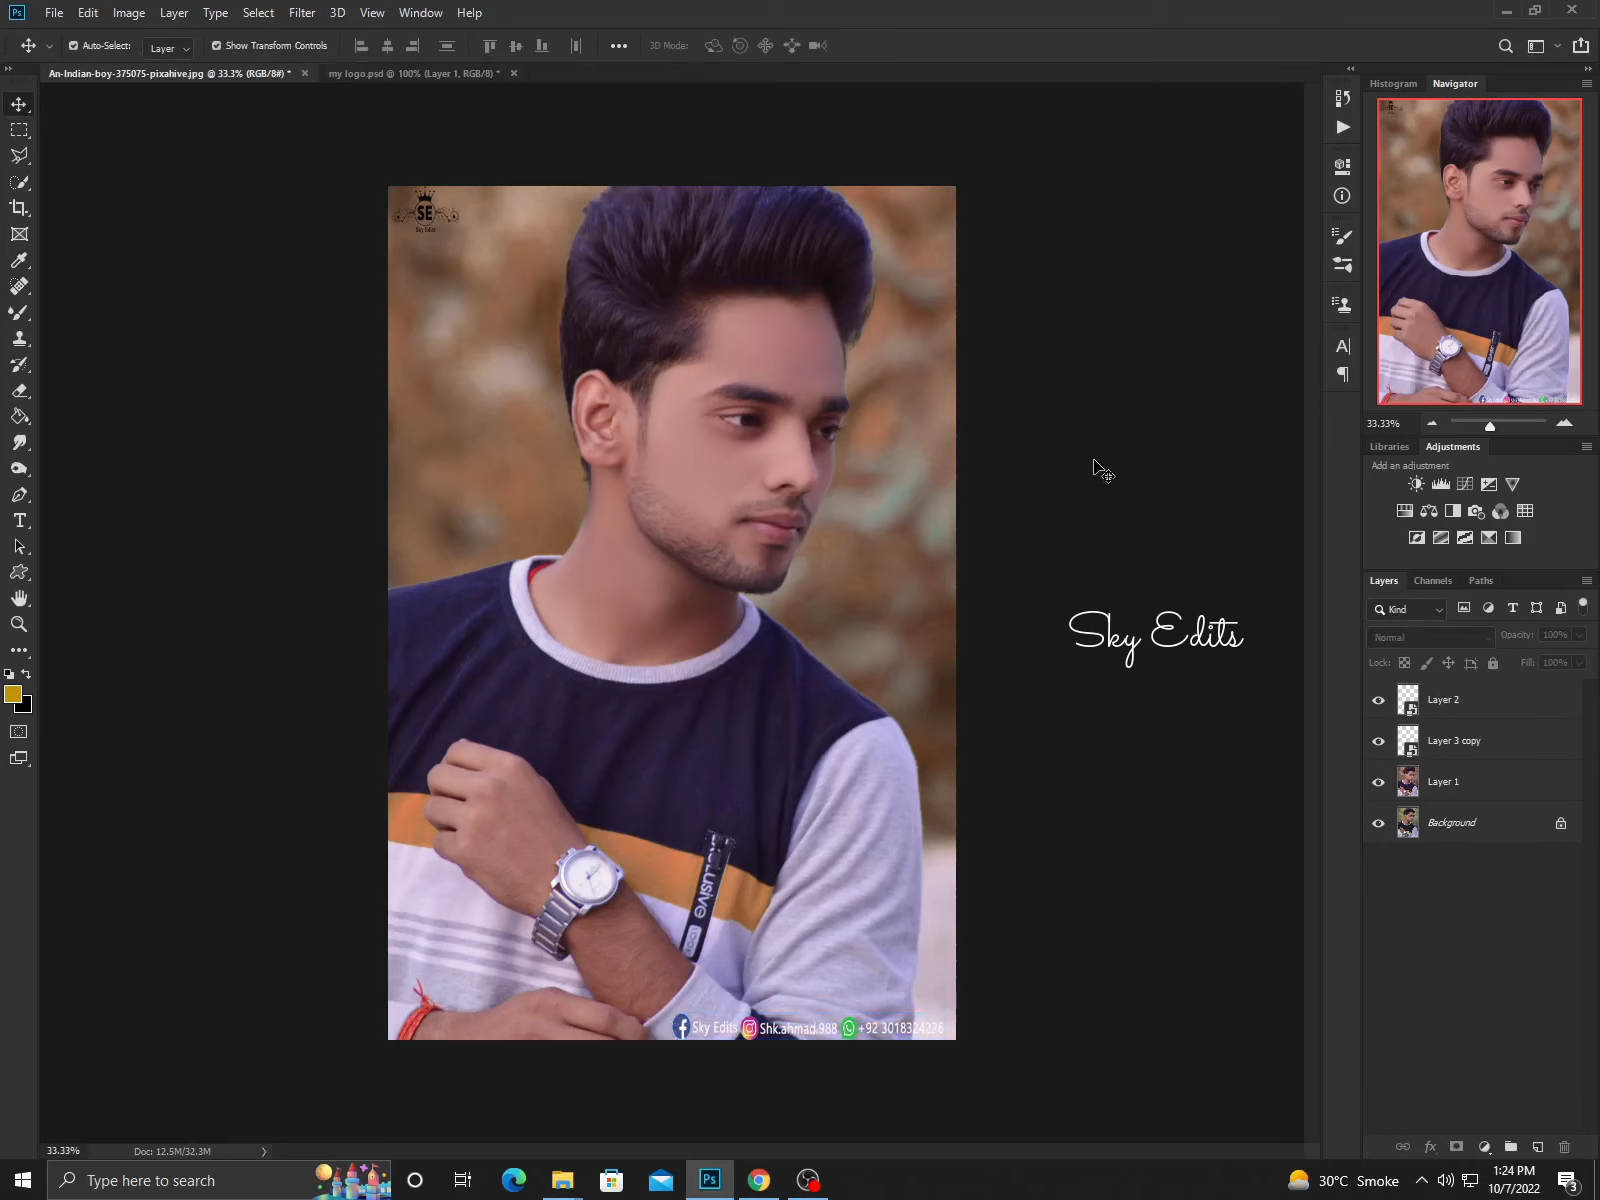 File Edit Image Layer Type Select Filter 3D View Window Help
Auto-Select: Layer Show Transform Controls 3D Mode:
An-Indian-boy-375075-pixahive.jpg @ 33.3% (RGB/8#) * my logo.psd @ 100% (Layer 1, RGB/8) *
Histogram Navigator
SE
Sky Edits
33.33%
Libraries Adjustments
Add an adjustment
Layers Channels Paths
Kind
Normal Opacity: 100%
Lock: Fill: 100%
Sky Edits
Layer 2
Layer 3 copy
Layer 1
Background
Sky Edits Shk.ahmad.988 +92 3018324226
33.33% Doc: 12.5M/32.3M
Type here to search
30°C Smoke
1:24 PM
10/7/2022
3